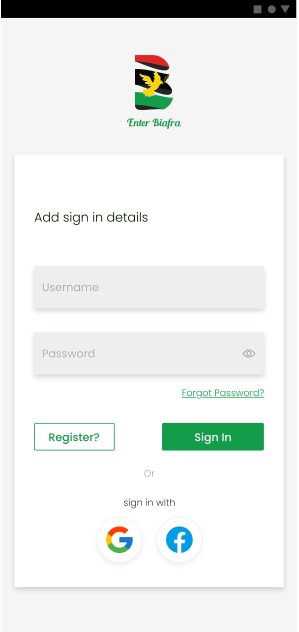 Enter Biafra
Add sign in details
Username
Password
Forgot Password?
Register?
Sign In
Or
sign in with